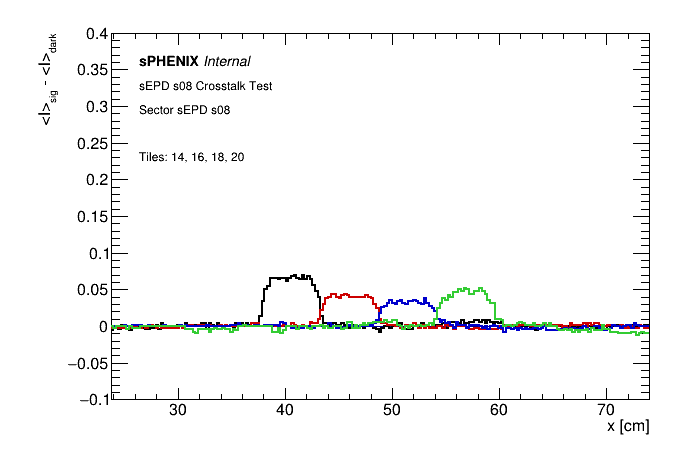 <I>sig - <I>dark
0.4
0.35
0.3
0.25
0.2
0.15
0.1
0.05
0
−0.05
−0.1
sPHENIX Internal
sEPD s08 Crosstalk Test
Sector sEPD s08
Tiles: 14, 16, 18, 20
30 40 50 60 70
x [cm]